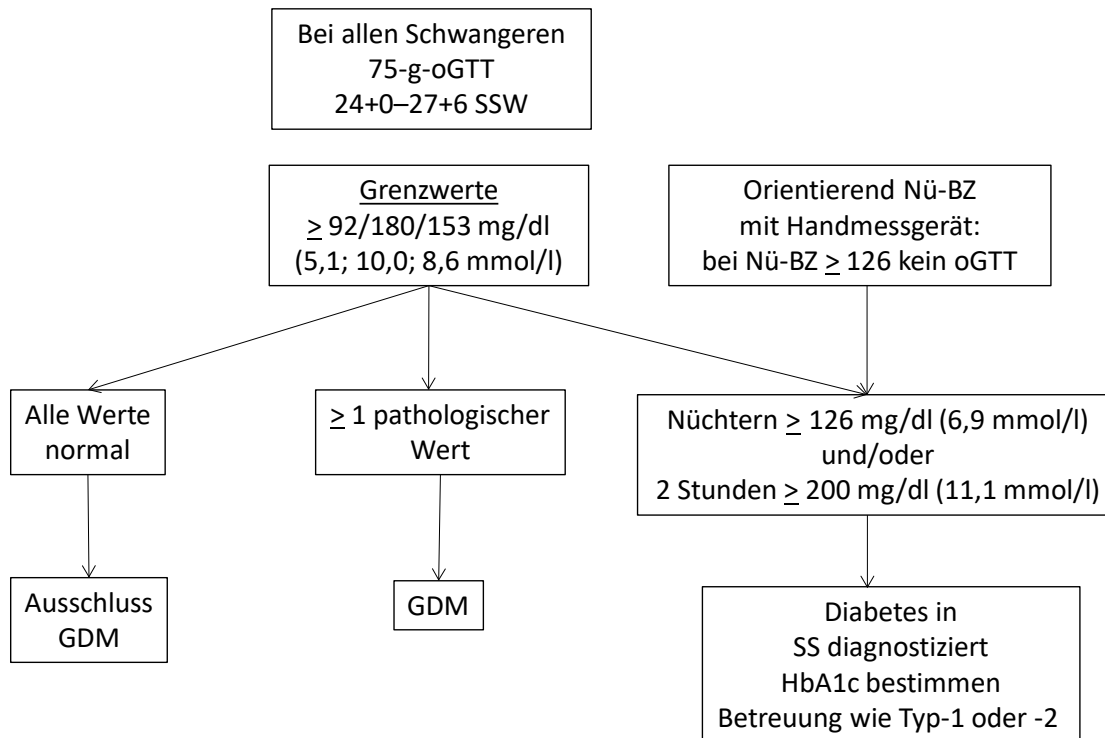 Bei allen Schwangeren
75-g-oGTT
24+0–27+6 SSW
Grenzwerte
≥ 92/180/153 mg/dl
(5,1; 10,0; 8,6 mmol/l)
Orientierend Nü-BZ
mit Handmessgerät:
bei Nü-BZ ≥ 126 kein oGTT
Alle Werte
normal
≥ 1 pathologischer
Wert
Nüchtern ≥ 126 mg/dl (6,9 mmol/l)
und/oder
2 Stunden ≥ 200 mg/dl (11,1 mmol/l)
Ausschluss
GDM
GDM
Diabetes in
SS diagnostiziert
HbA1c bestimmen
Betreuung wie Typ-1 oder -2